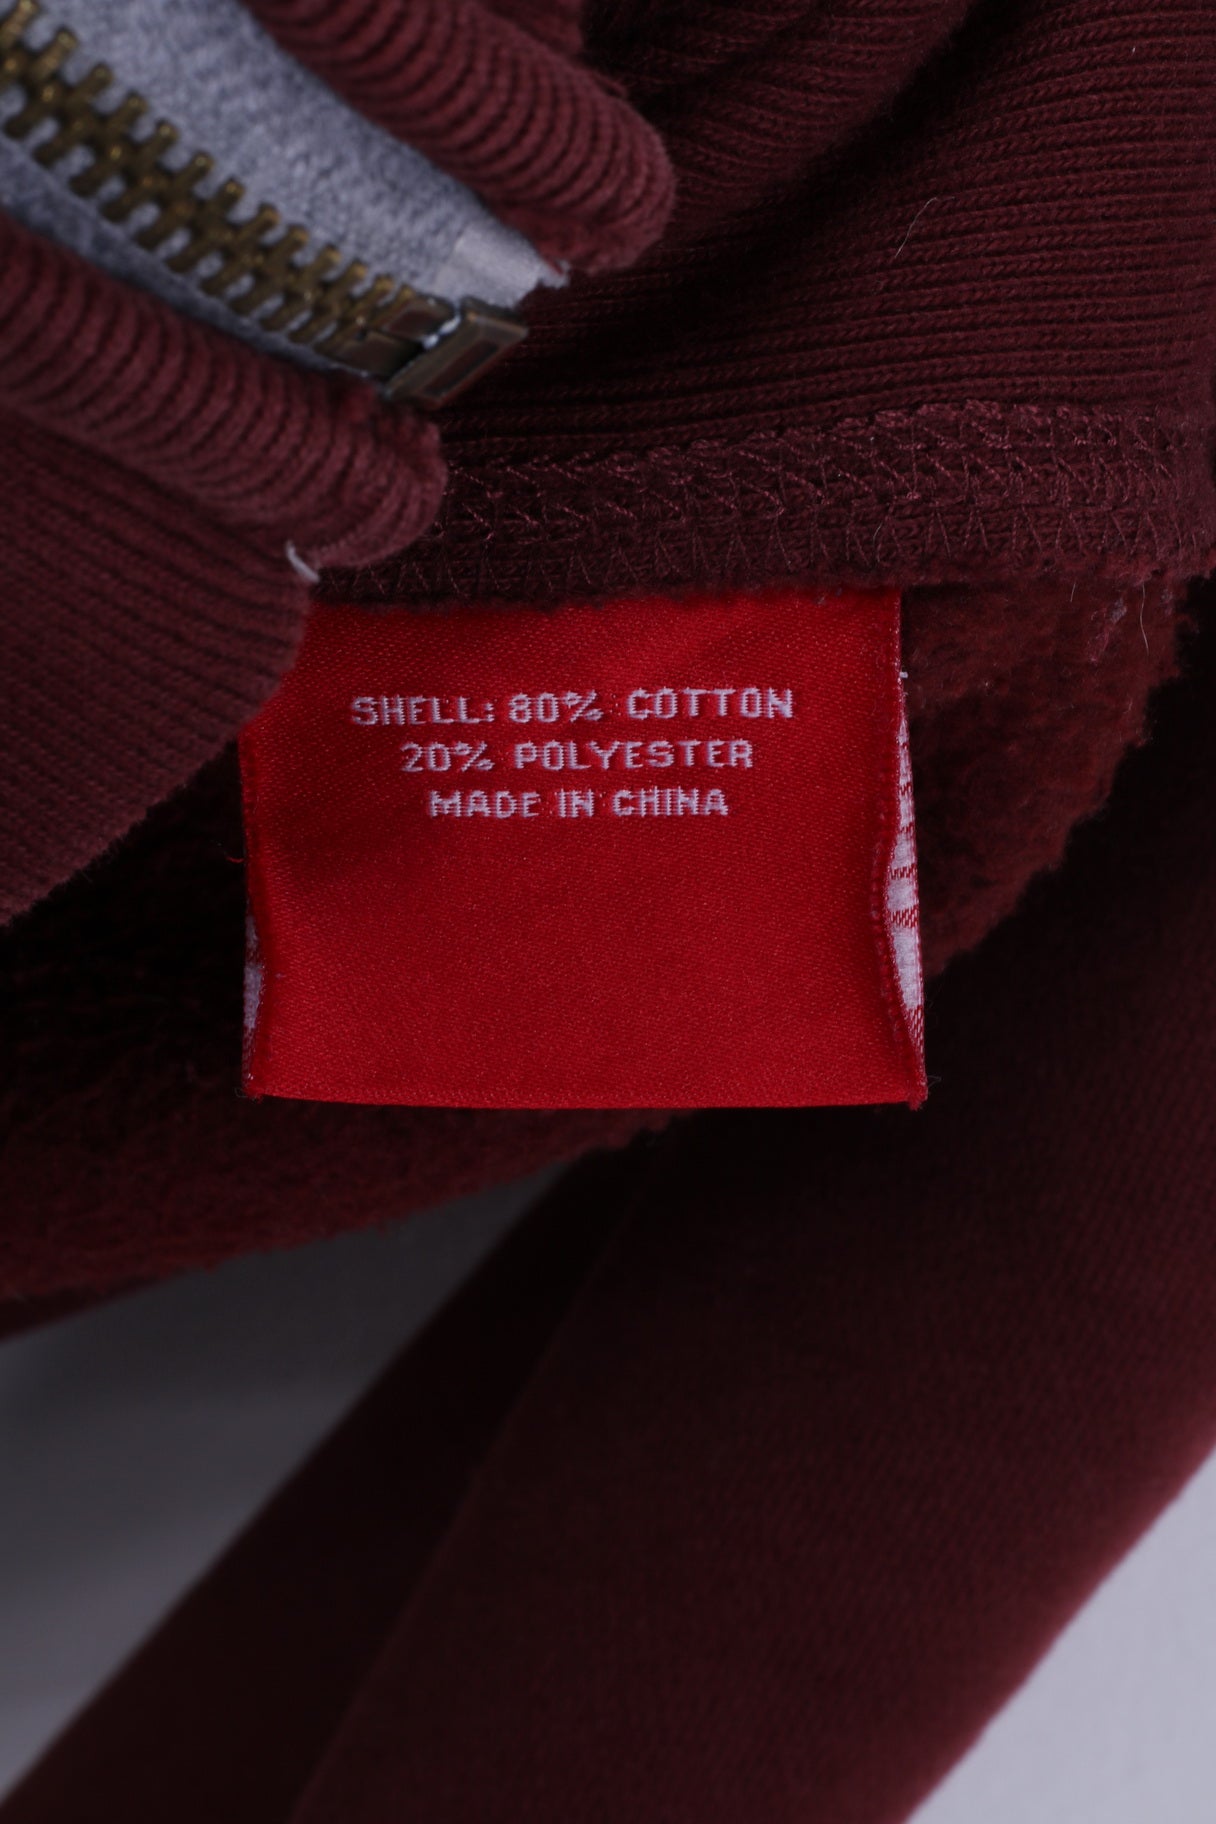 SHELL: 80% COTTON
20% POLYESTER
MADE IN CHINA